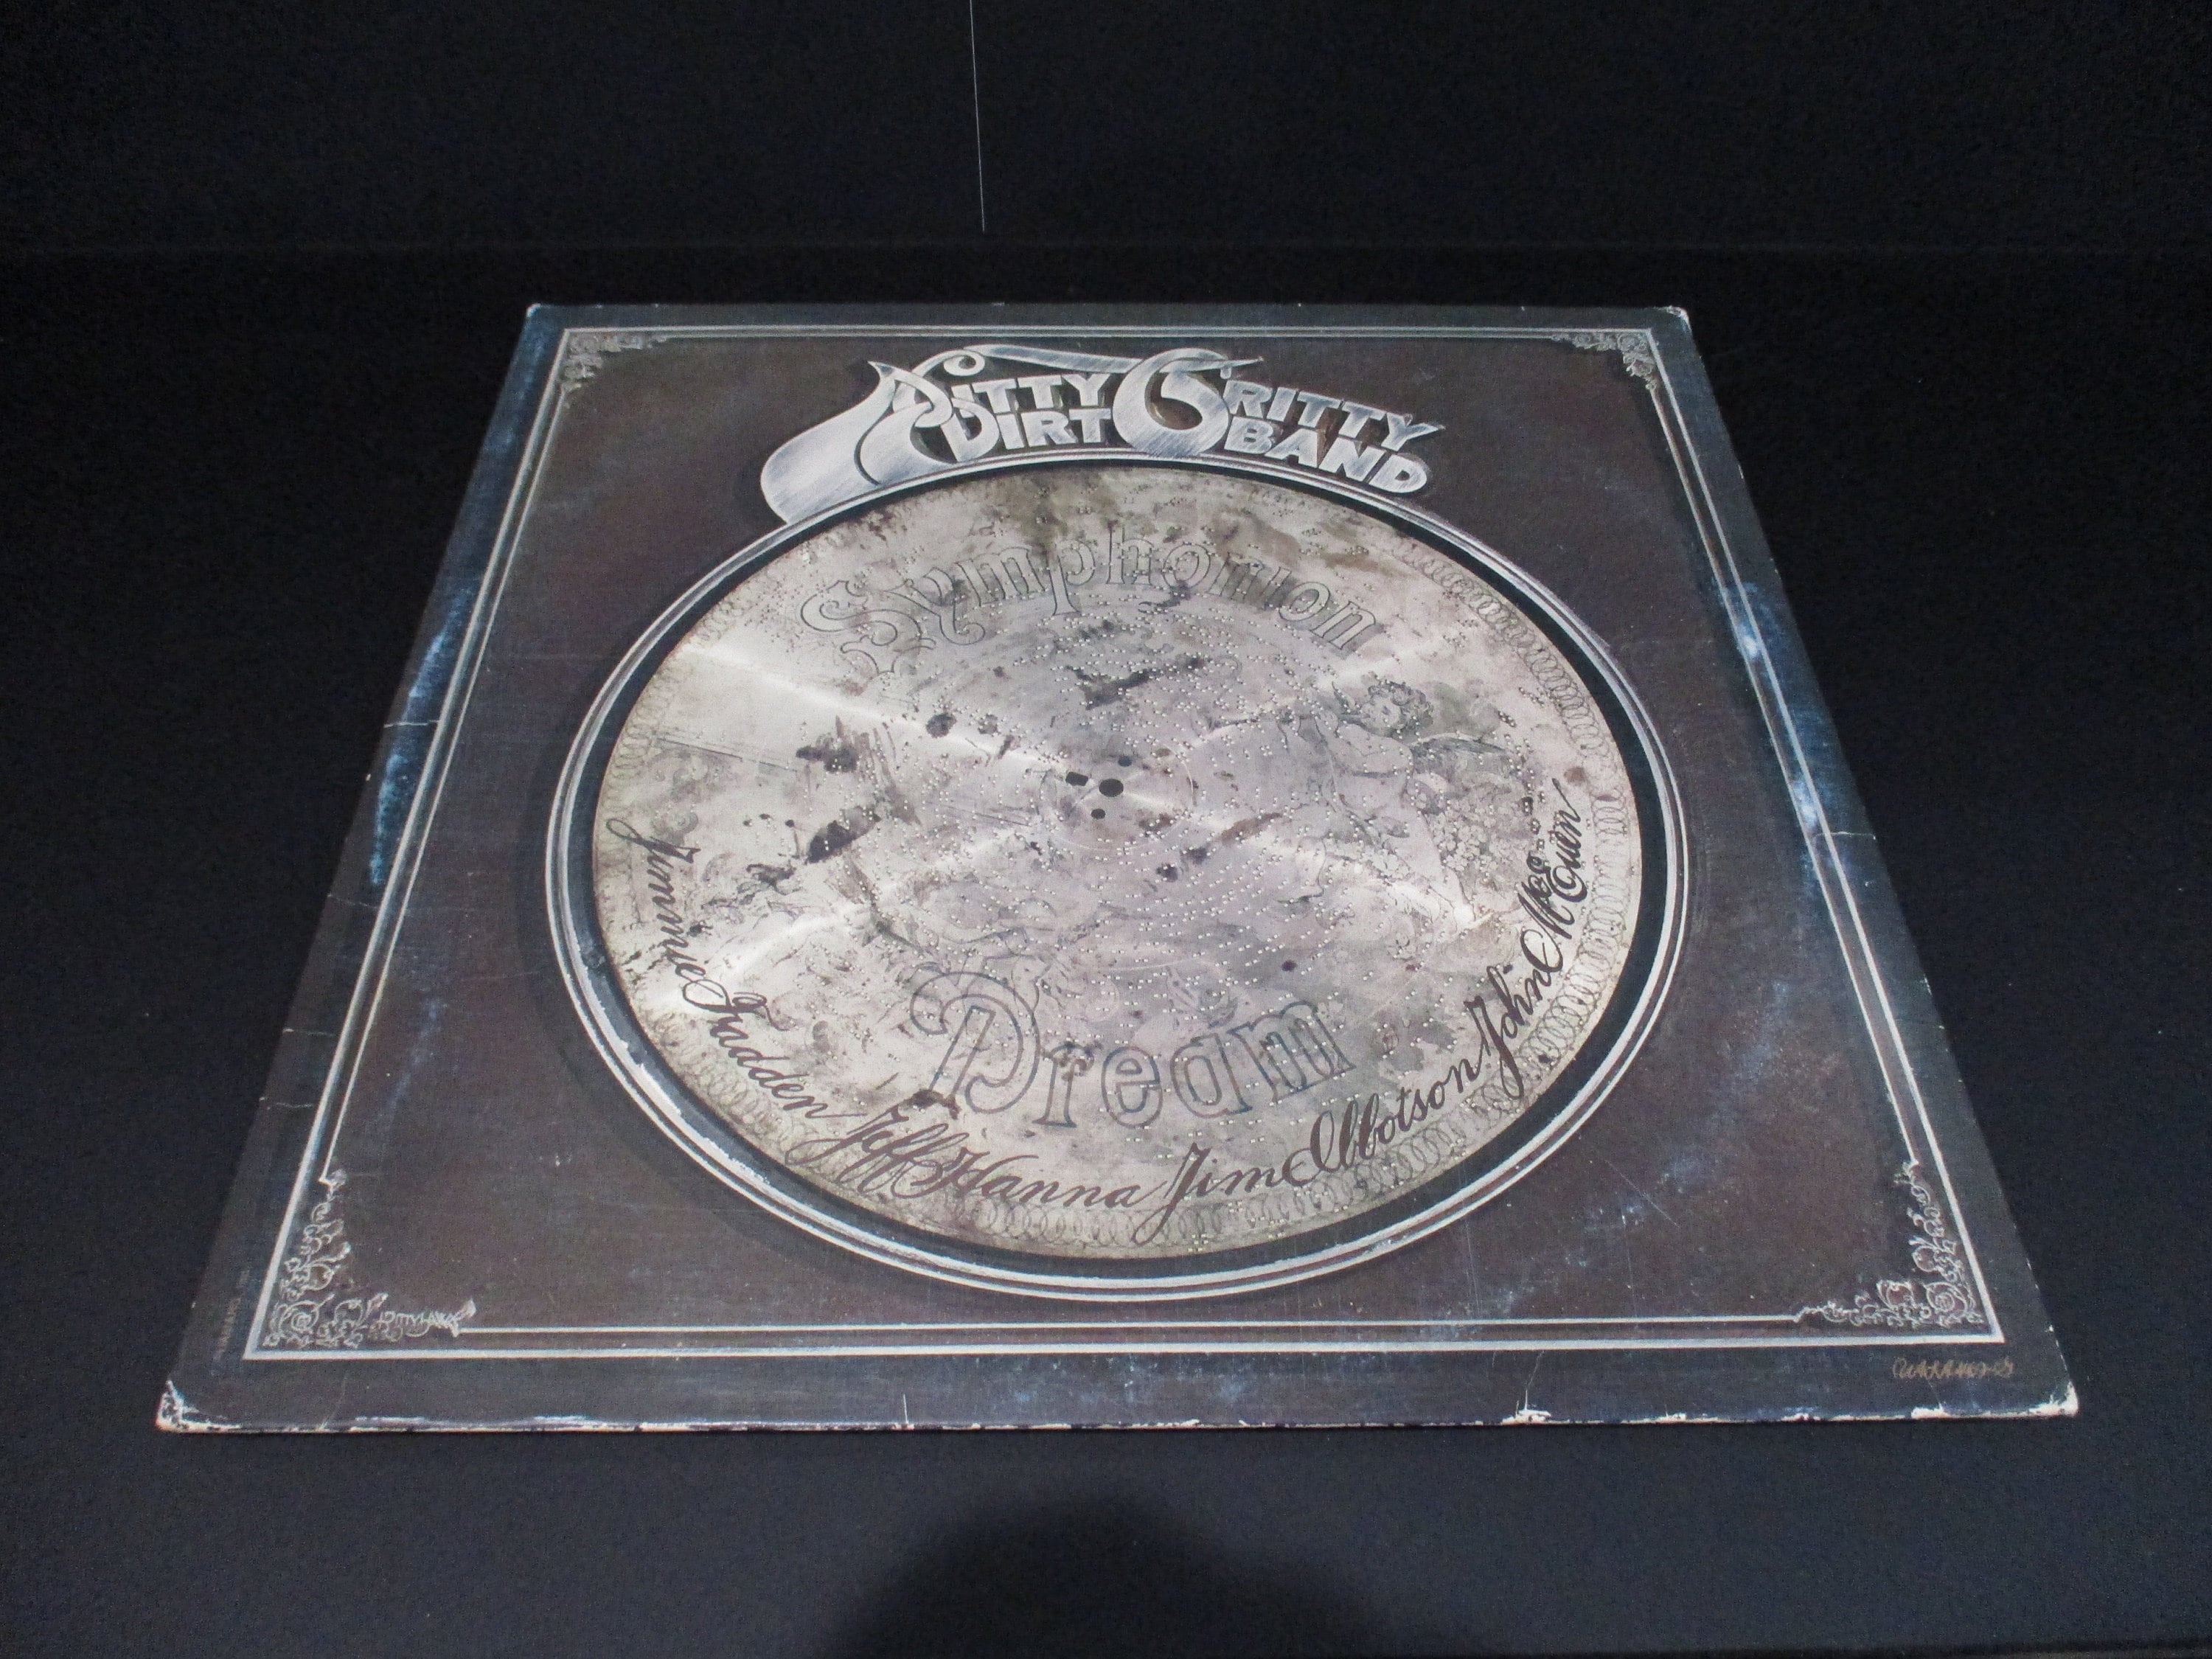 NITTY GRITTY
DIRT BAND
Symphonion
Dream
Jimmie Fadden Jeff Hanna Jim Ibbotson John McEuen